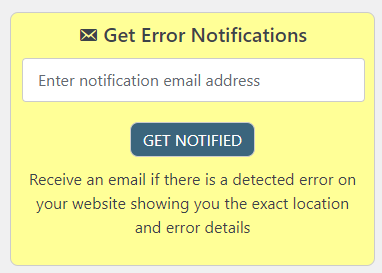 Get Error Notifications
Enter notification email address
GET NOTIFIED
Receive an email if there is a detected error on
your website showing you the exact location
and error details